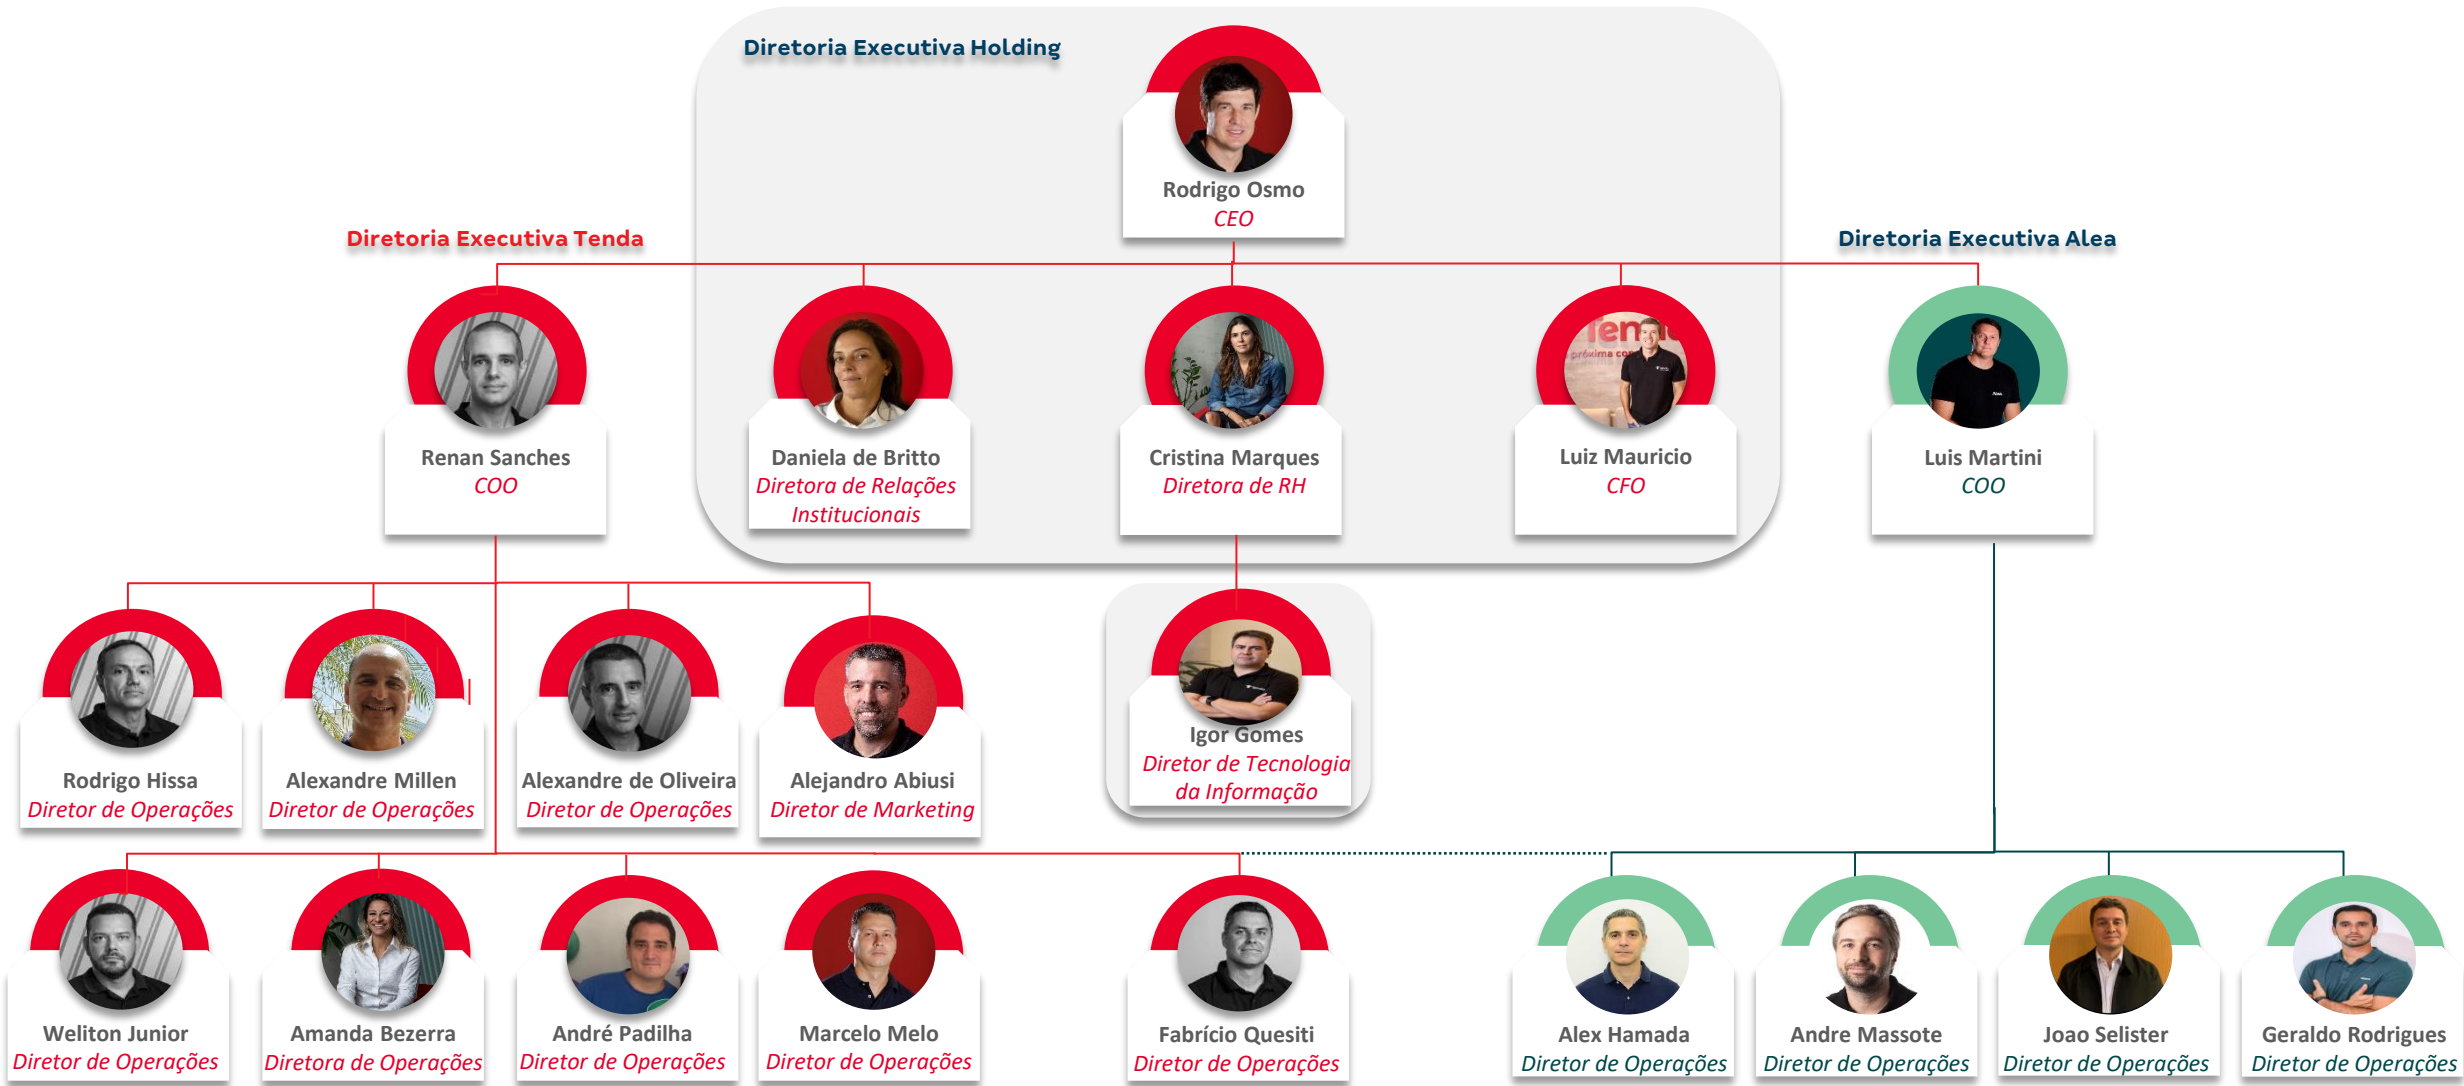 Diretoria Executiva Holding
Rodrigo Osmo
CEO
Diretoria Executiva Tenda
Diretoria Executiva Alea
Renan Sanches
COO
Daniela de Britto
Diretora de Relações
Institucionais
Cristina Marques
Diretora de RH
Luiz Mauricio
CFO
Luis Martini
COO
Rodrigo Hissa
Diretor de Operações
Alexandre Millen
Diretor de Operações
Alexandre de Oliveira
Diretor de Operações
Alejandro Abiusi
Diretor de Marketing
Igor Gomes
Diretor de Tecnologia
da Informação
Weliton Junior
Diretor de Operações
Amanda Bezerra
Diretora de Operações
André Padilha
Diretor de Operações
Marcelo Melo
Diretor de Operações
Fabrício Quesiti
Diretor de Operações
Alex Hamada
Diretor de Operações
Andre Massote
Diretor de Operações
Joao Selister
Diretor de Operações
Geraldo Rodrigues
Diretor de Operações